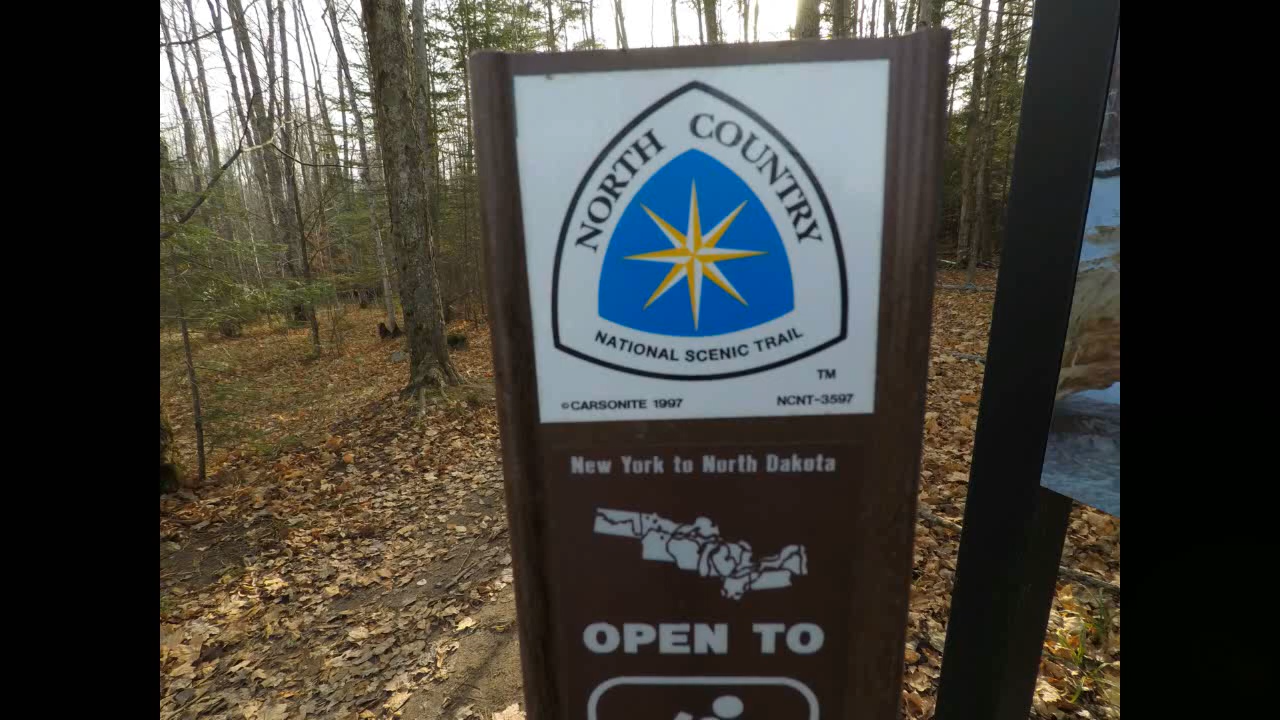 NORTH COUNTRY
NATIONAL SCENIC TRAIL
TM
©CARSONITE 1997 NCNT-3597
New York to North Dakota
OPEN TO